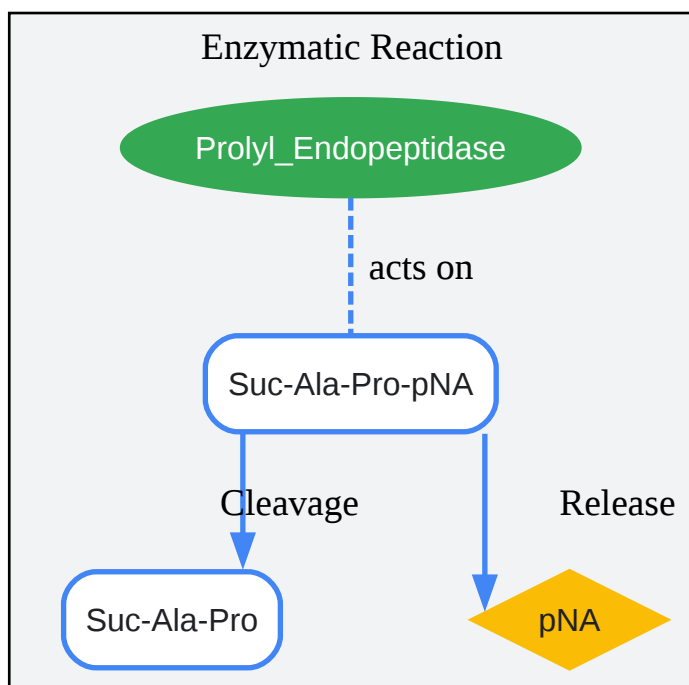 Enzymatic Reaction
Prolyl_Endopeptidase
acts on
Suc-Ala-Pro-pNA
Cleavage
Release
Suc-Ala-Pro
pNA